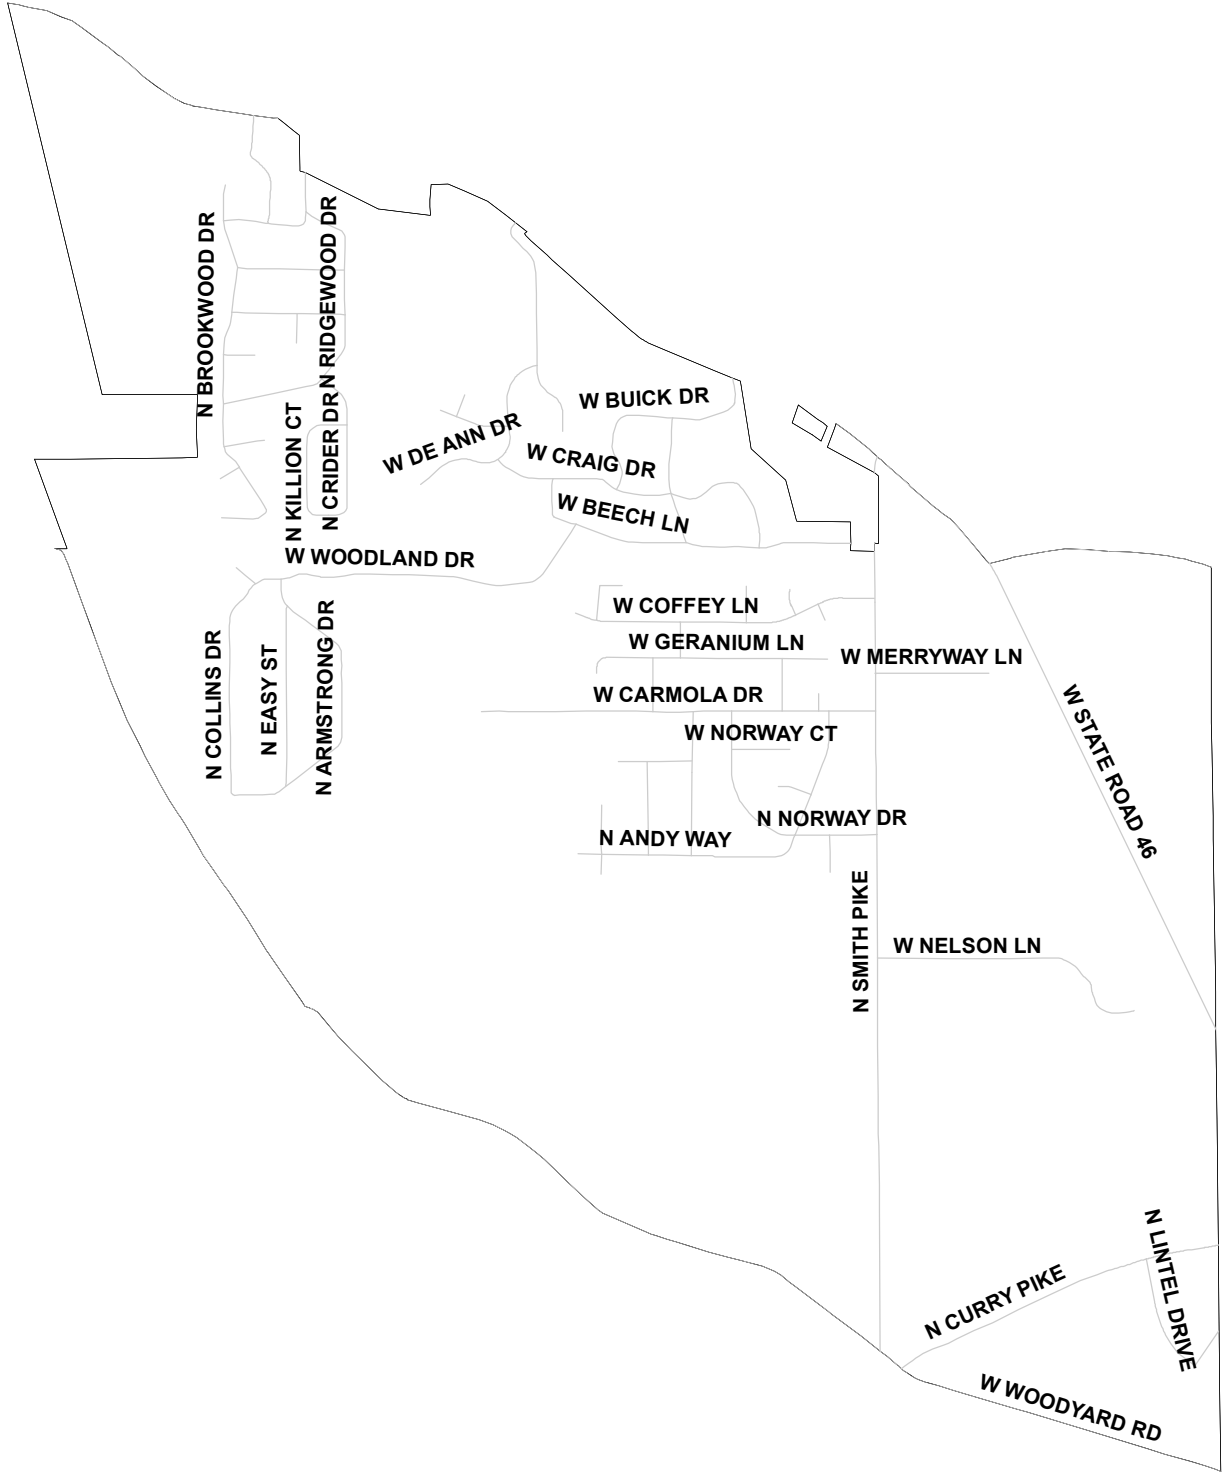 N BROOKWOOD DR
N RIDGEWOOD DR
W BUICK DR
N KILLION CT
N CRIDER DR
W DE ANN DR
W CRAIG DR
W BEECH LN
W WOODLAND DR
W COFFEY LN
W GERANIUM LN
W MERRYWAY LN
N COLLINS DR
N EASY ST
N ARMSTRONG DR
W CARMOLA DR
W NORWAY CT
W STATE ROAD 46
N NORWAY DR
N ANDY WAY
N SMITH PIKE
W NELSON LN
N LINTEL DRIVE
N CURRY PIKE
W WOODYARD RD